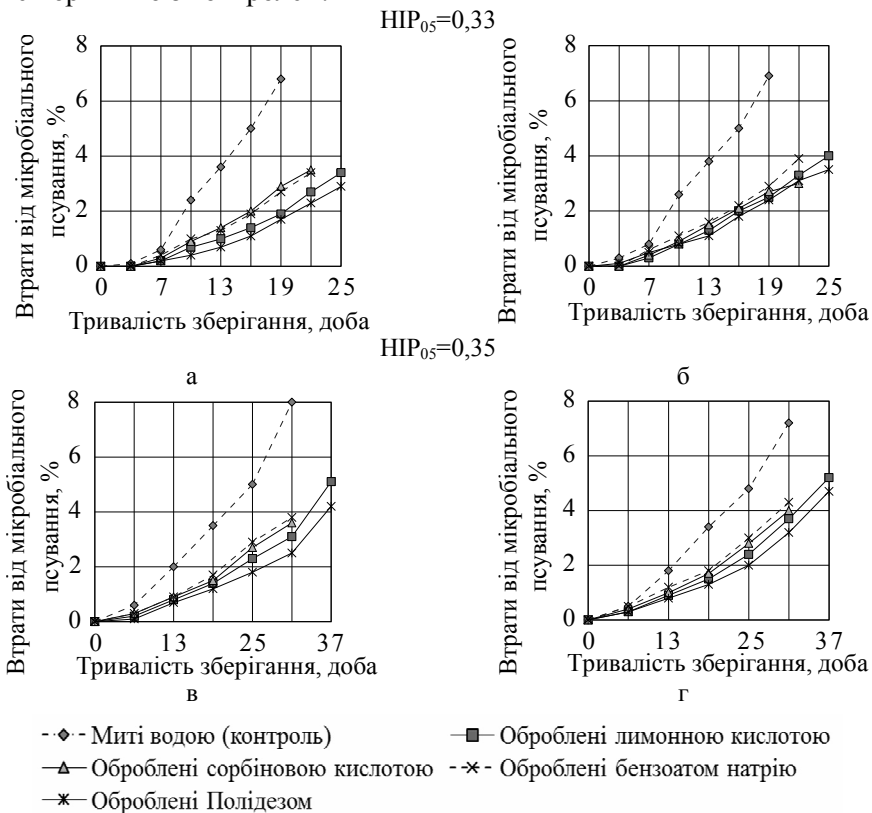 НІР05=0,33
Втрати від мікробіального
псування, %
8
6
4
2
0
0 7 13 19 25
Тривалість зберігання, доба
Втрати від мікробіального
псування, %
8
6
4
2
0
0 7 13 19 25
Тривалість зберігання, доба
НІР05=0,35
а
б
Втрати від мікробіального
псування, %
8
6
4
2
0
0 13 25 37
Тривалість зберігання, доба
в
Втрати від мікробіального
псування, %
8
6
4
2
0
0 13 25 37
Тривалість зберігання, доба
г
Миті водою (контроль)
Оброблені лимонною кислотою
Оброблені сорбіновою кислотою
Оброблені бензоатом натрію
Оброблені Полідезом